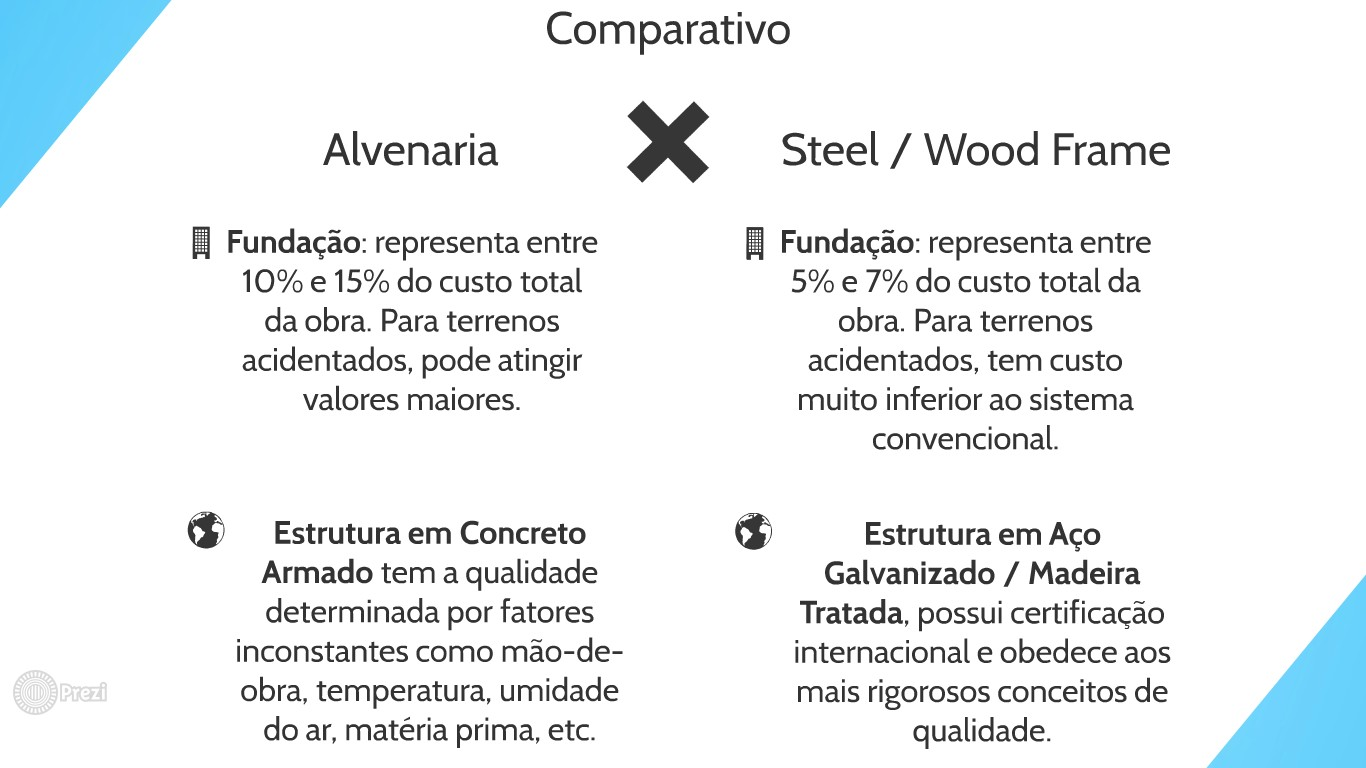 Comparativo
Alvenaria
Steel / Wood Frame
Fundação: representa entre
10% e 15% do custo total
da obra. Para terrenos
acidentados, pode atingir
valores maiores.
Fundação: representa entre
5% e 7% do custo total da
obra. Para terrenos
acidentados, tem custo
muito inferior ao sistema
convencional.
Estrutura em Concreto
Armado tem a qualidade
determinada por fatores
inconstantes como mão-de-
obra, temperatura, umidade
do ar, matéria prima, etc.
Estrutura em Aço
Galvanizado / Madeira
Tratada, possui certificação
internacional e obedece aos
mais rigorosos conceitos de
qualidade.
Prezi